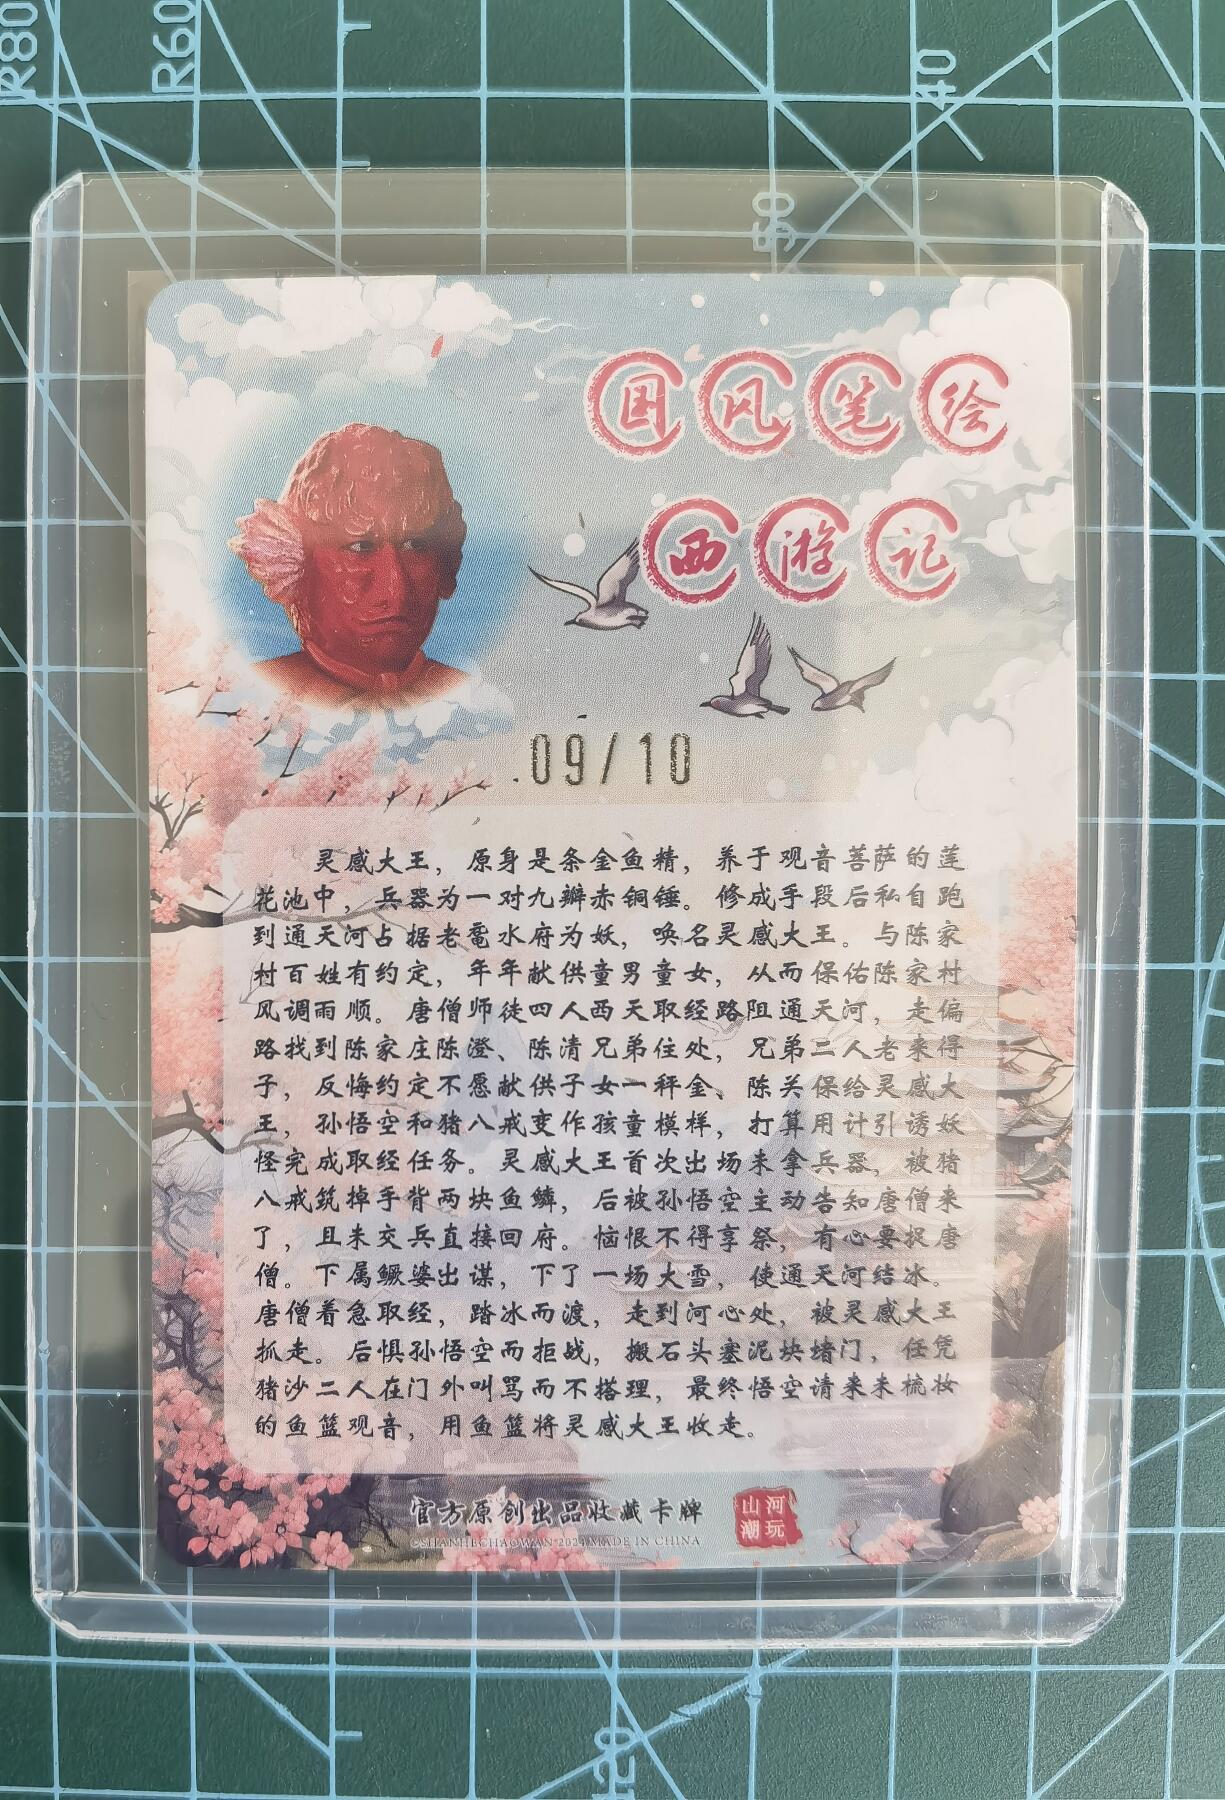 R80
R60
40
50
国风笔绘
西游记
09/10
灵感大王，原身是条金鱼精，养于观音菩萨的莲
花池中，兵器为一对九瓣赤铜锤。修成手段后私自跑
到通天河占据老鼋水府为妖，唤名灵感大王。与陈家
村百姓有约定，年年献供童男童女，从而保佑陈家村
风调雨顺。唐僧师徒四人西天取经路阻通天河，走偏
路找到陈家庄陈澄、陈清兄弟住处，兄弟二人老来得
子，反悔约定不愿献供子女一秤金、陈关保给灵感大
王，孙悟空和猪八戒变作孩童模样，打算用计引诱妖
怪完成取经任务。灵感大王首次出场未拿兵器，被猪
八戒筑掉手背两块鱼鳞，后被孙悟空主动告知唐僧来
了，且未交兵直接回府。恼恨不得享祭，有心要捉唐
僧。下属鳜婆出谋，下了一场大雪，使通天河结冰。
唐僧着急取经，踏冰而渡，走到河心处，被灵感大王
抓走。后惧孙悟空而拒战，搬石头塞泥块堵门，任凭
猪沙二人在门外叫骂而不搭理，最终悟空请来未梳妆
的鱼篮观音，用鱼篮将灵感大王收走。
官方原创出品收藏卡牌
©SHANHECHAOWAN 2024 MADE IN CHINA
山河
潮玩
120